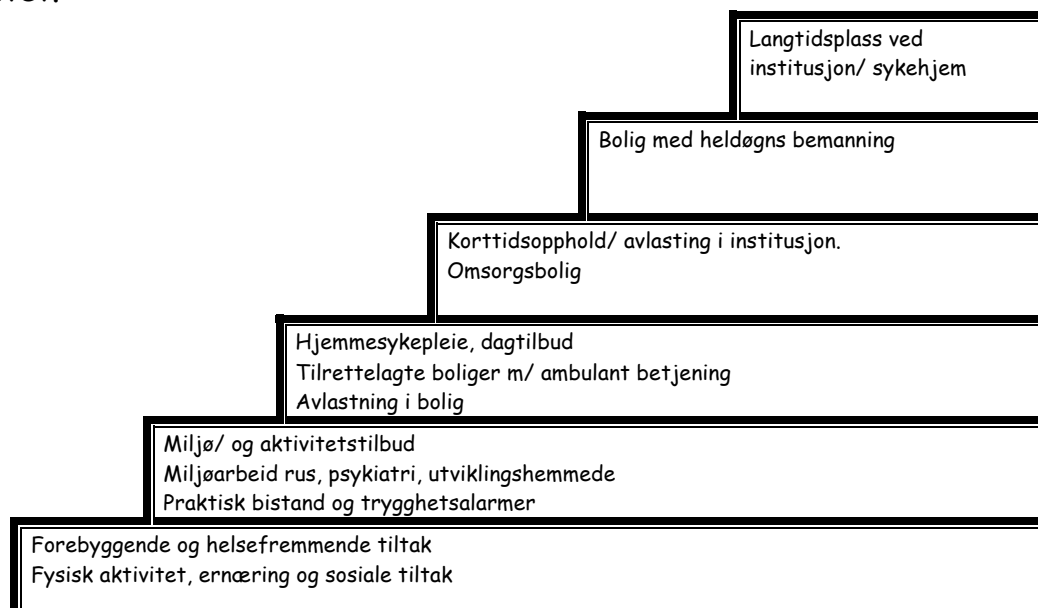 Langtidsplass ved
institusjon/ sykehjem
Bolig med heldøgns bemanning
Korttidsopphold/ avlasting i institusjon.
Omsorgsbolig
Hjemmesykepleie, dagtilbud
Tilrettelagte boliger m/ ambulant betjening
Avlastning i bolig
Miljø/ og aktivitetstilbud
Miljøarbeid rus, psykiatri, utviklingshemmede
Praktisk bistand og trygghetsalarmer
Forebyggende og helsefremmende tiltak
Fysisk aktivitet, ernæring og sosiale tiltak